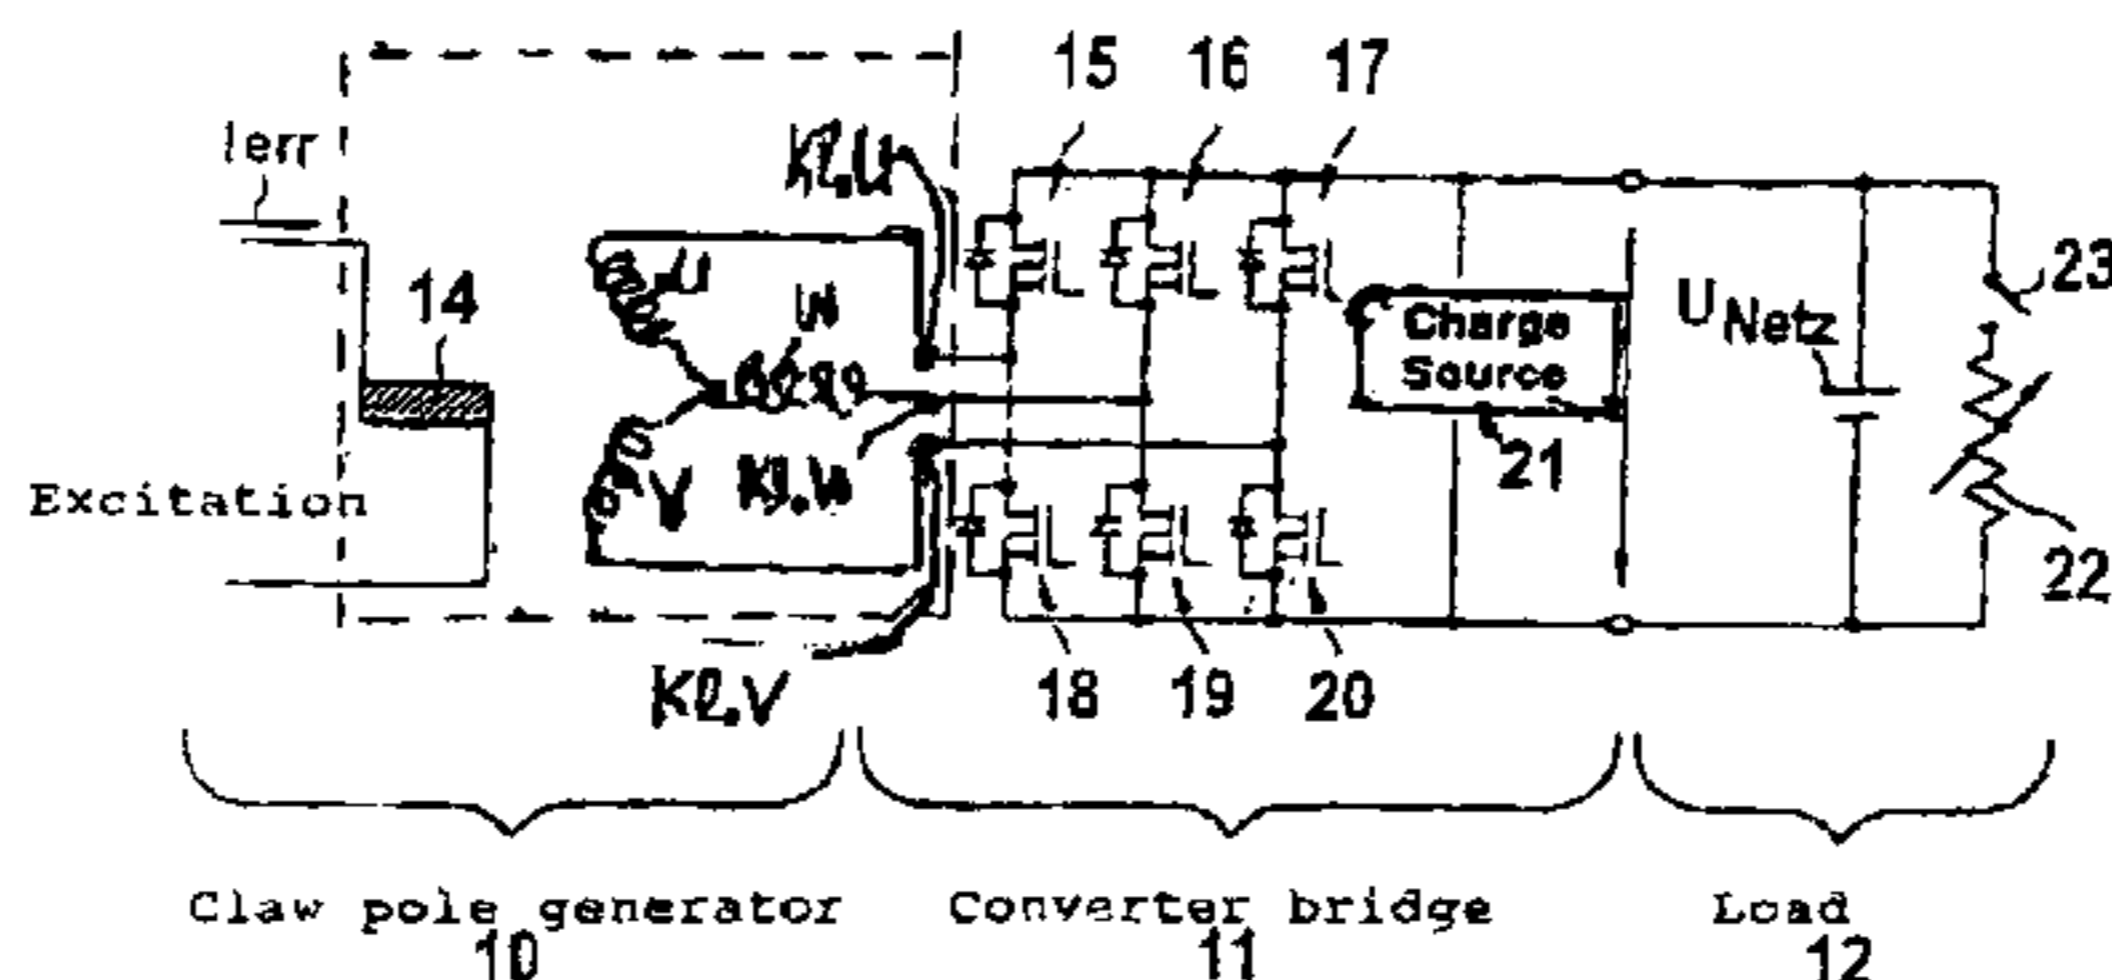 15 16 17
Ierr
Kl.U
14
U
W
Charge
Source
U Netz
23
Excitation
V
Kl.W
21
22
Kl.V
18 19 20
Claw pole generator
10
Converter bridge
11
Load
12